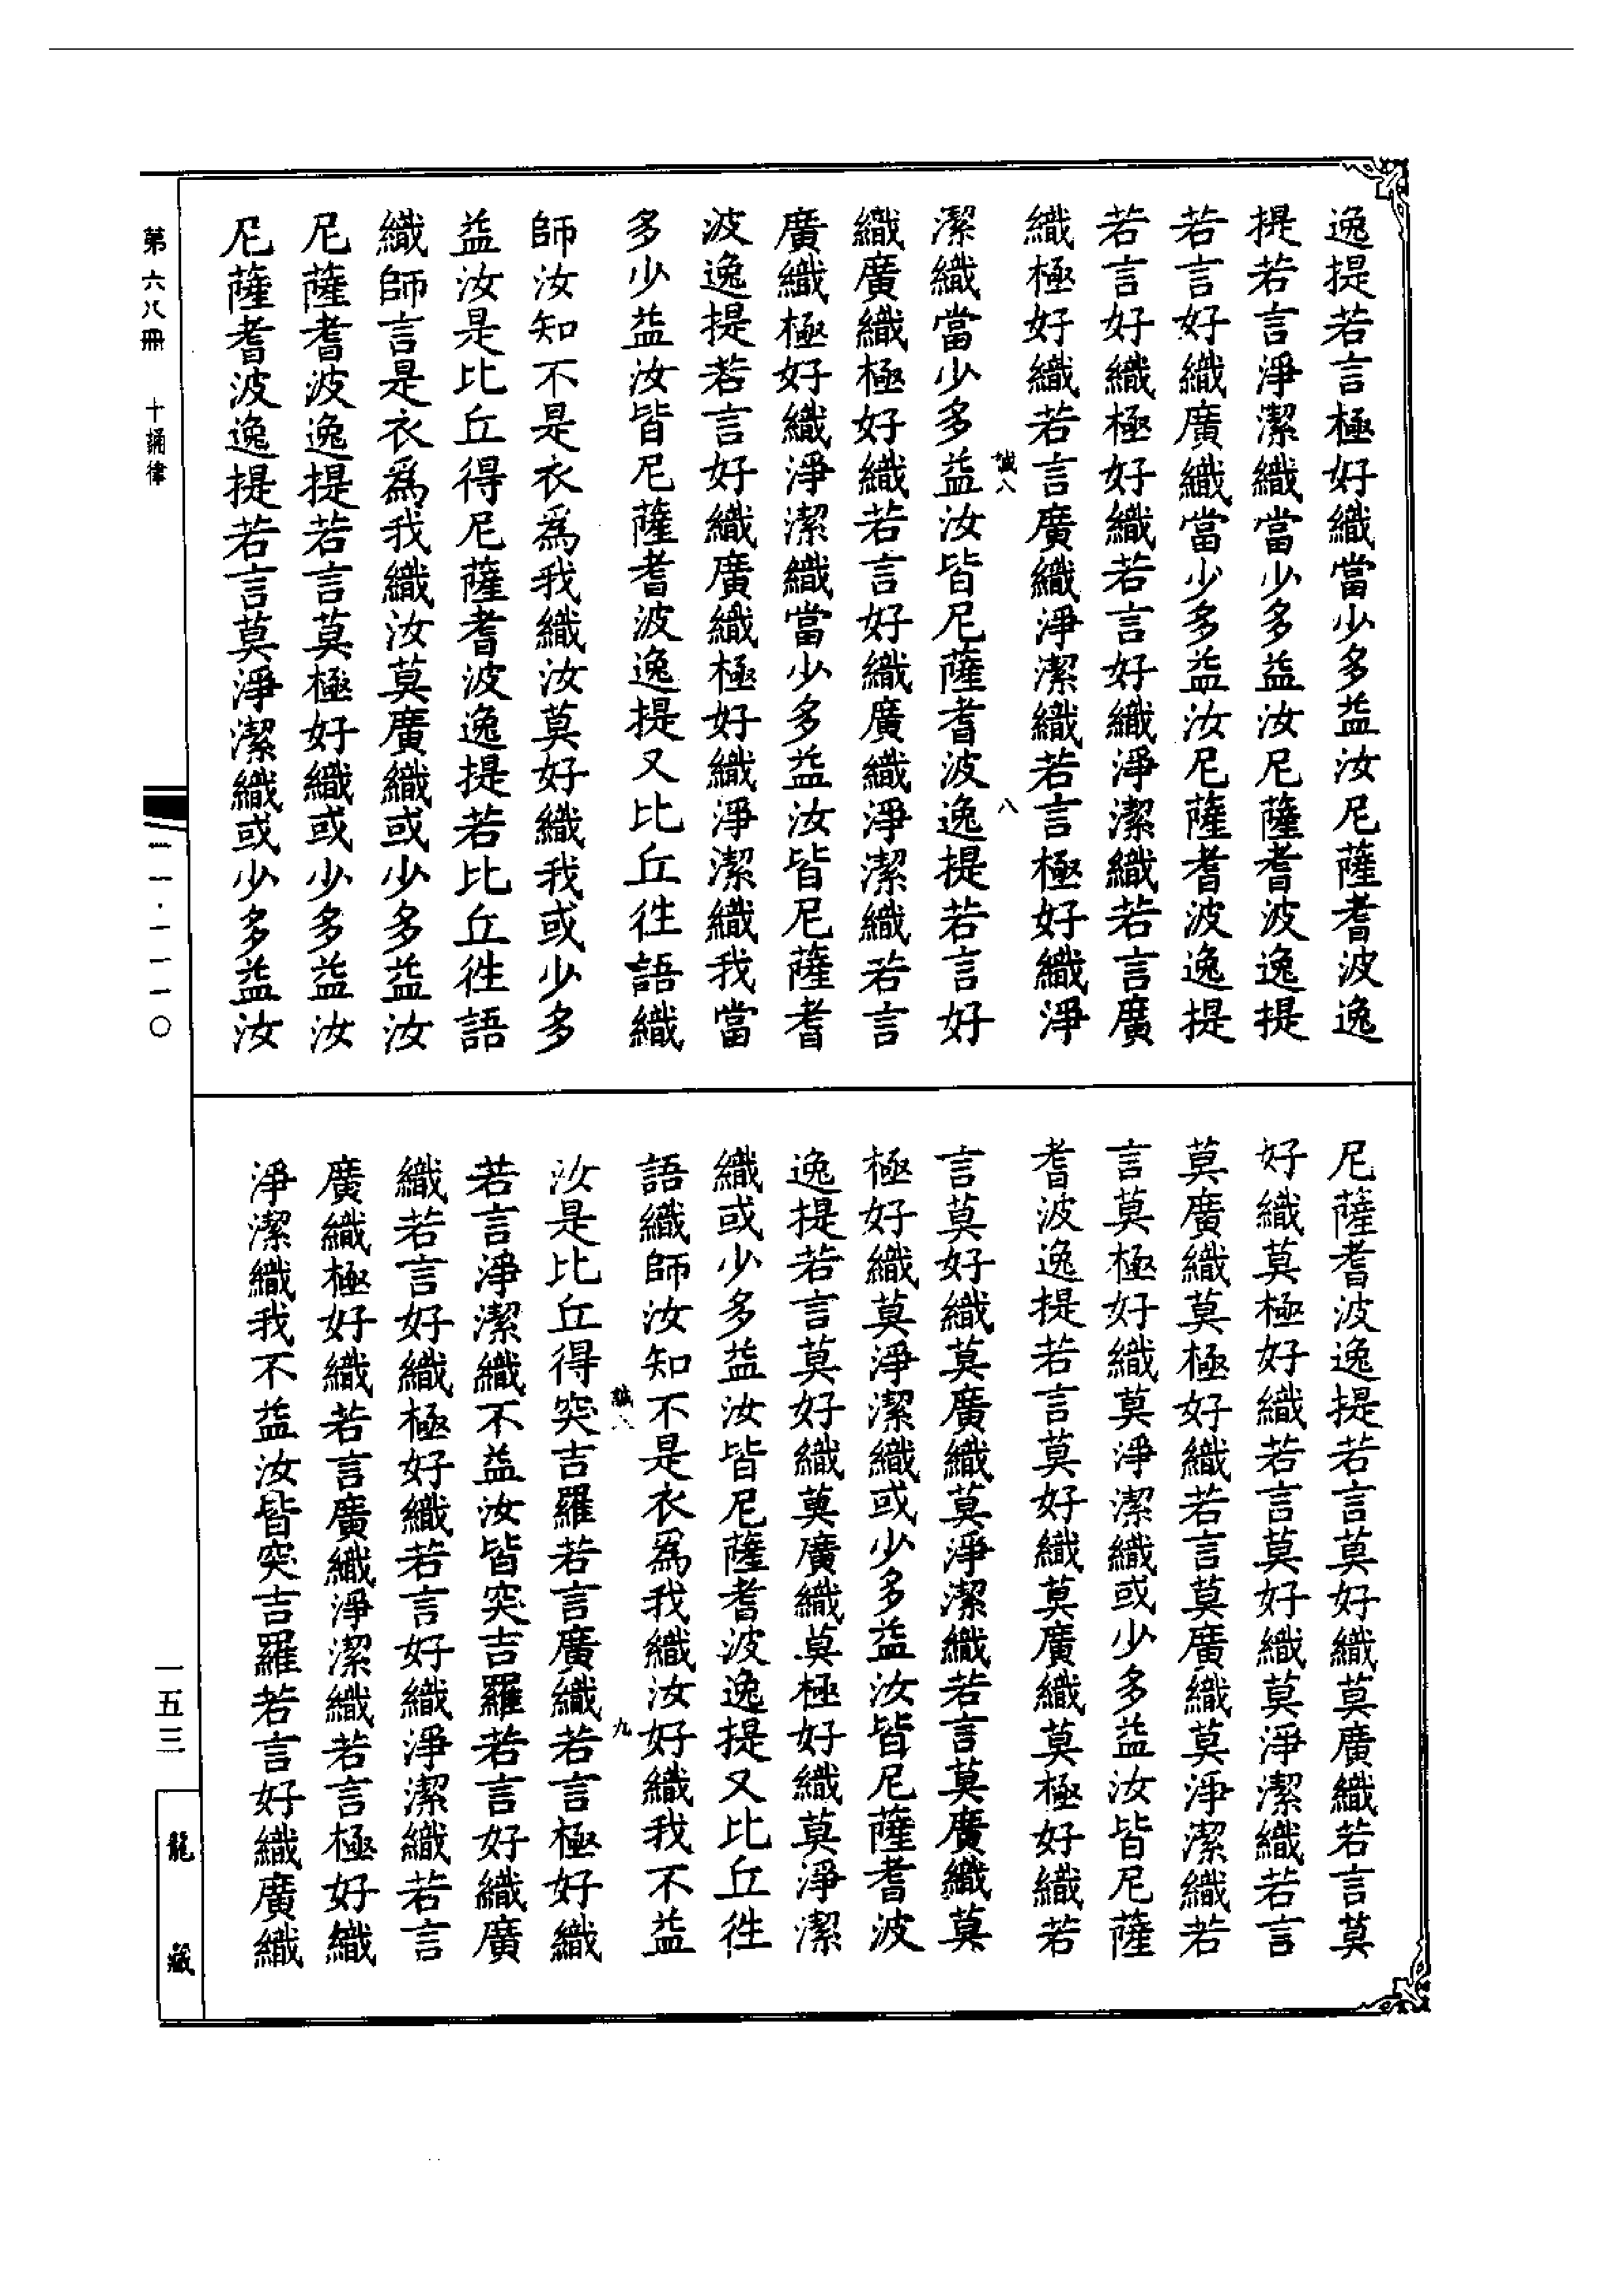 逸提若言極好織當少多益汝尼薩耆波逸
提若言淨潔織當少多益汝尼薩耆波逸提
若言好織廣織當少多益汝尼薩耆波逸提
若言好織極好織若言好織淨潔織若言廣
織極好織若言廣織淨潔織若言極好織淨
誠八 八
潔織當少多益汝皆尼薩耆波逸提若言好
織廣織極好織若言好織廣織淨潔織若言
廣織極好織淨潔織當少多益汝皆尼薩耆
波逸提若言好織廣織極好織淨潔織我當
多少益汝皆尼薩耆波逸提又比丘徃語織
師汝知不是衣爲我織汝莫好織我或少多
益汝是比丘得尼薩耆波逸提若比丘徃語
織師言是衣爲我織汝莫廣織或少多益汝
尼薩耆波逸提若言莫極好織或少多益汝
尼薩耆波逸提若言莫淨潔織或少多益汝
尼薩耆波逸提若言莫好織莫廣織若言莫
好織莫極好織若言莫好織莫淨潔織若言
莫廣織莫極好織若言莫廣織莫淨潔織若
言莫極好織莫淨潔織或少多益汝皆尼薩
耆波逸提若言莫好織莫廣織莫極好織若
言莫好織莫廣織莫淨潔織若言莫廣織莫
極好織莫淨潔織或少多益汝皆尼薩耆波
逸提若言莫好織莫廣織莫極好織莫淨潔
織或少多益汝皆尼薩耆波逸提又比丘徃
語織師汝知不是衣爲我織汝好織我不益
誠八 九
汝是比丘得突吉羅若言廣織若言極好織
若言淨潔織不益汝皆突吉羅若言好織廣
織若言好織極好織若言好織淨潔織若言
廣織極好織若言廣織淨潔織若言極好織
淨潔織我不益汝皆突吉羅若言好織廣織
第六八冊 十誦律
一五三
龍藏